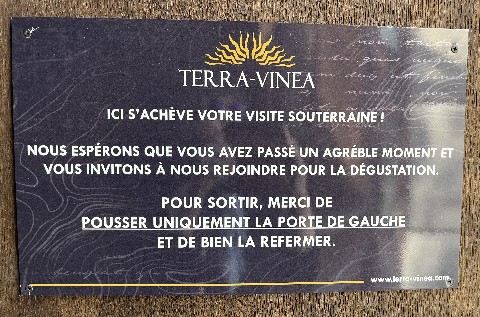 TERRA-VINEA
ICI S'ACHÈVE VOTRE VISITE SOUTERRAINE !
NOUS ESPÉRONS QUE VOUS AVEZ PASSÉ UN AGRÉBLE MOMENT ET
VOUS INVITONS À NOUS REJOINDRE POUR LA DÉGUSTATION.
POUR SORTIR, MERCI DE
POUSSER UNIQUEMENT LA PORTE DE GAUCHE
ET DE BIEN LA REFERMER.
www.terra-vinea.com